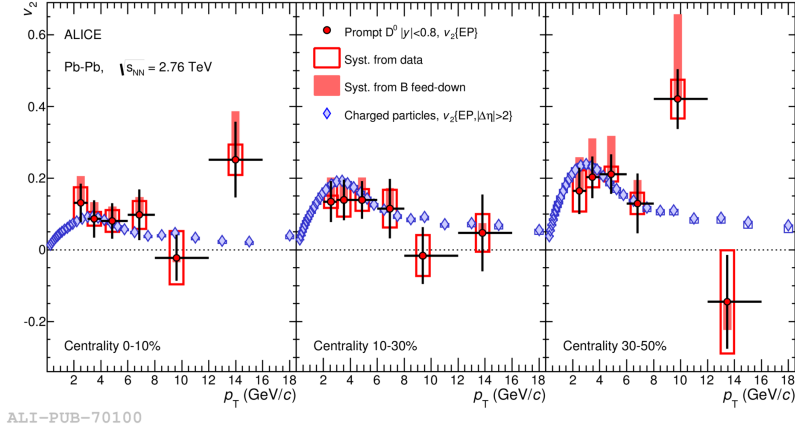 v2
ALICE
Pb-Pb, √sNN = 2.76 TeV
Prompt D0 |y|<0.8, v2{EP}
Syst. from data
Syst. from B feed-down
Charged particles, v2{EP,|Δη|>2}
0.6
0.4
0.2
0
-0.2
Centrality 0-10%
Centrality 10-30%
Centrality 30-50%
2 4 6 8 10 12 14 16 18
2 4 6 8 10 12 14 16 18
2 4 6 8 10 12 14 16 18
pT (GeV/c)
pT (GeV/c)
pT (GeV/c)
ALI-PUB-70100